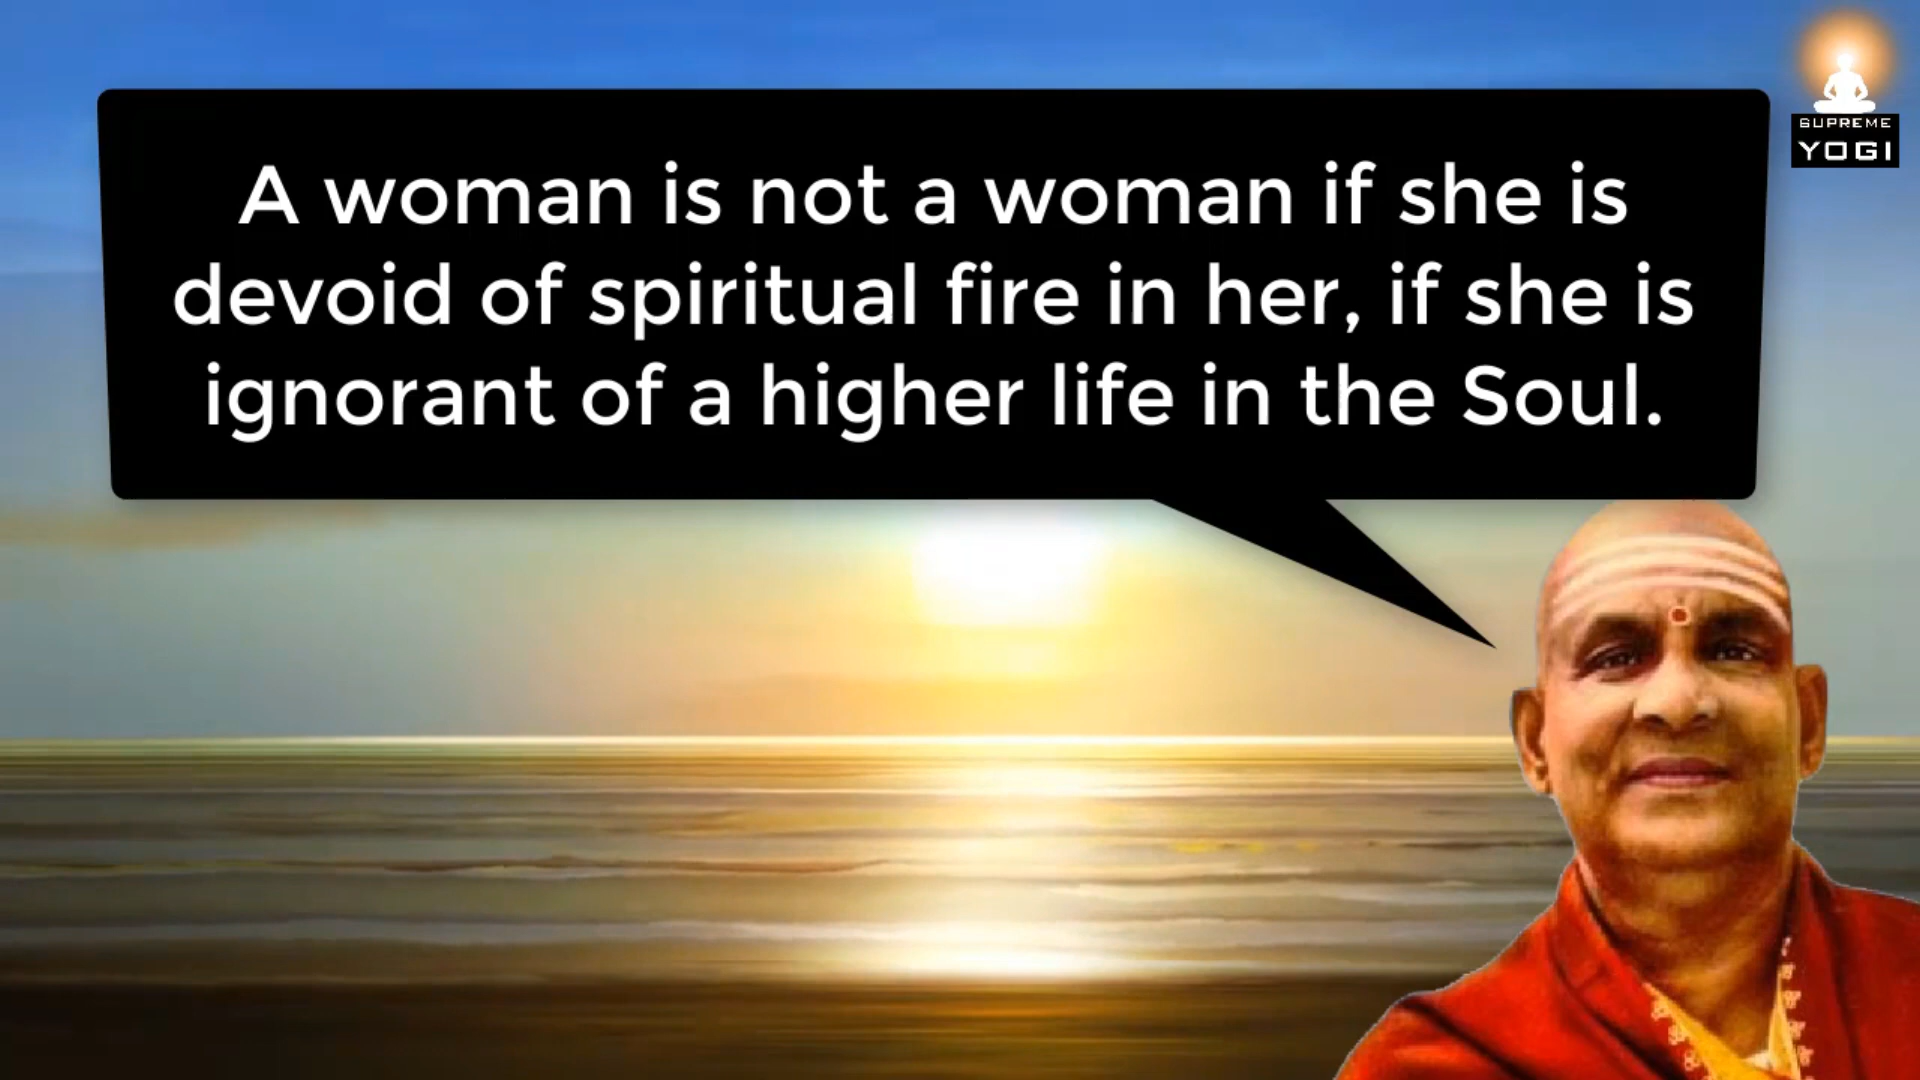 A woman is not a woman if she is
devoid of spiritual fire in her, if she is
ignorant of a higher life in the Soul.
SUPREME
YOGI